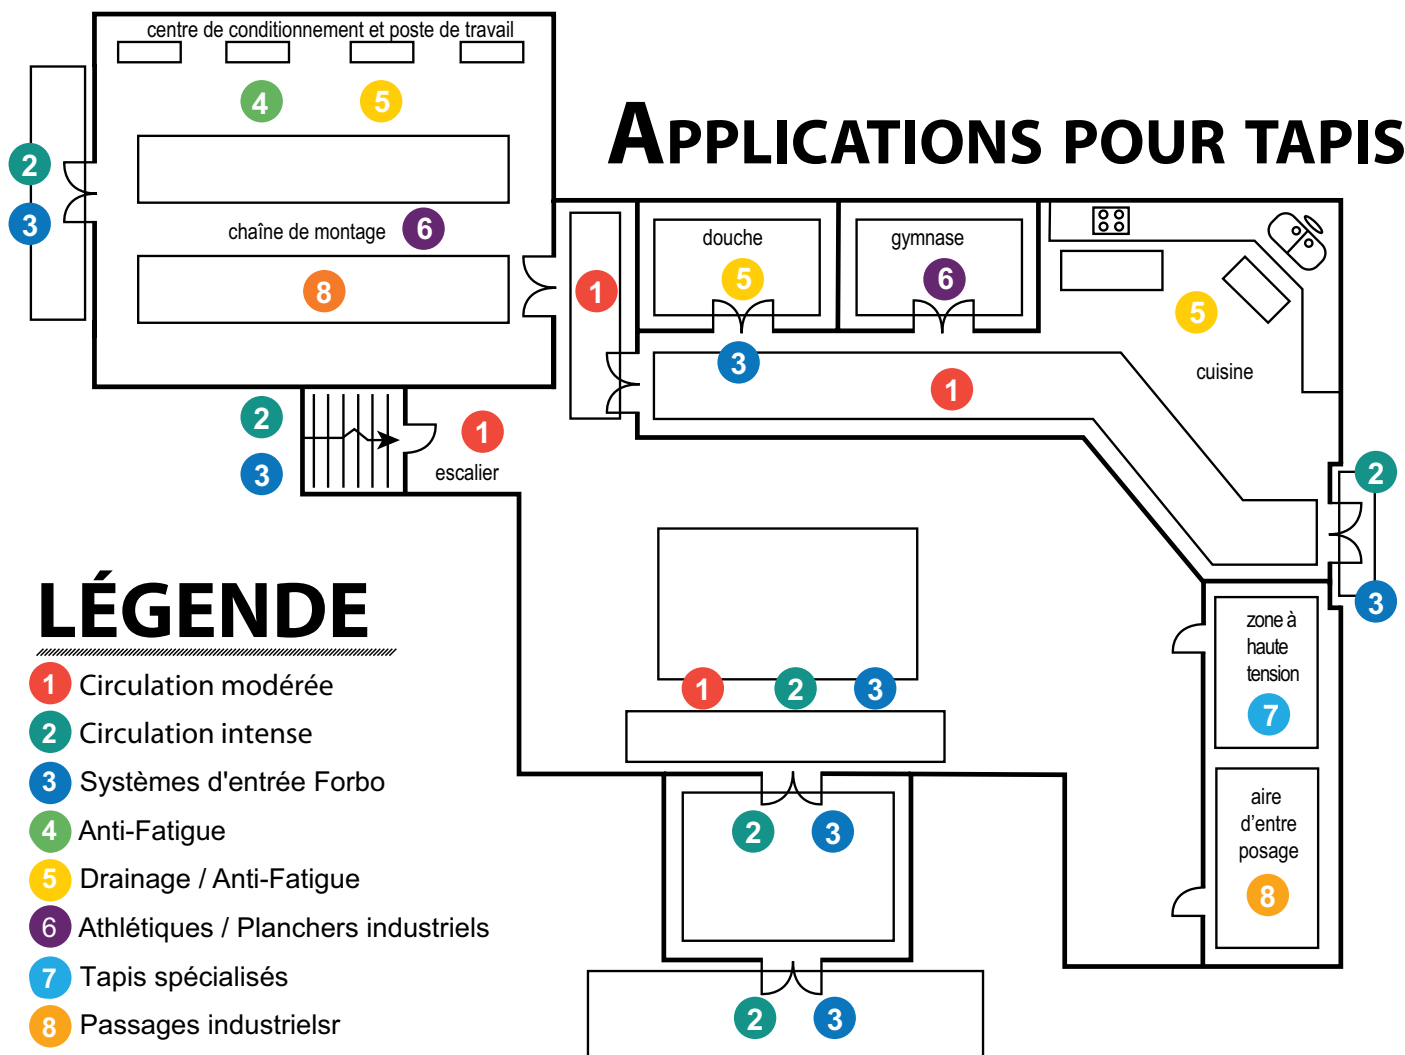 centre de conditionnement et poste de travail
4
5
APPLICATIONS POUR TAPIS
2
3
chaîne de montage
6
8
1
douche
5
gymnase
6
5
cuisine
3
1
2
3
1
escalier
2
3
1
2
3
zone à
haute
tension
7
2
3
aire
d'entre
posage
8
2
3
LÉGENDE
1 Circulation modérée
2 Circulation intense
3 Systèmes d'entrée Forbo
4 Anti-Fatigue
5 Drainage / Anti-Fatigue
6 Athlétiques / Planchers industriels
7 Tapis spécialisés
8 Passages industrielsr